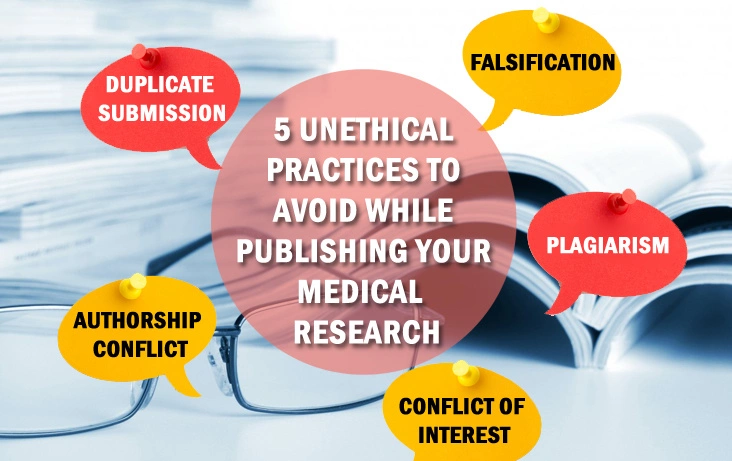 DUPLICATE
SUBMISSION
FALSIFICATION
5 UNETHICAL
PRACTICES TO
AVOID WHILE
PUBLISHING YOUR
MEDICAL
RESEARCH
PLAGIARISM
AUTHORSHIP
CONFLICT
CONFLICT OF
INTEREST